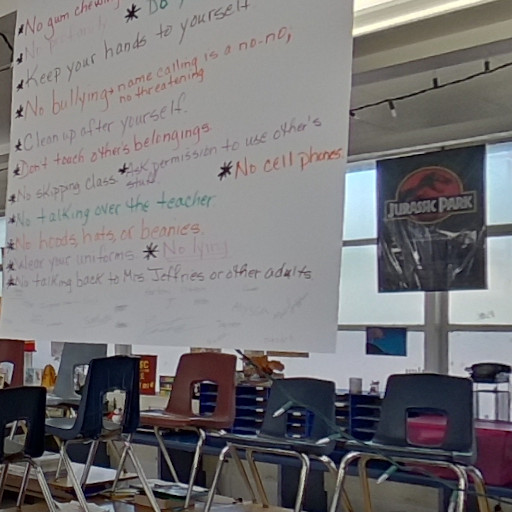 *No gum chewing * Do
*No
*Keep your hands to yourself.
*No bullying + name calling is a no-no;
no threatening
*Clean up after yourself.
*Don't touch other's belongings.
*No skipping class. *Ask permission to use other's
stuff. *No cell phones.
*No talking over the teacher.
*No hoods, hats, or beanies.
*Wear your uniforms. *No lying
*No talking back to Mrs. Jeffries or other adults
JURASSIC PARK